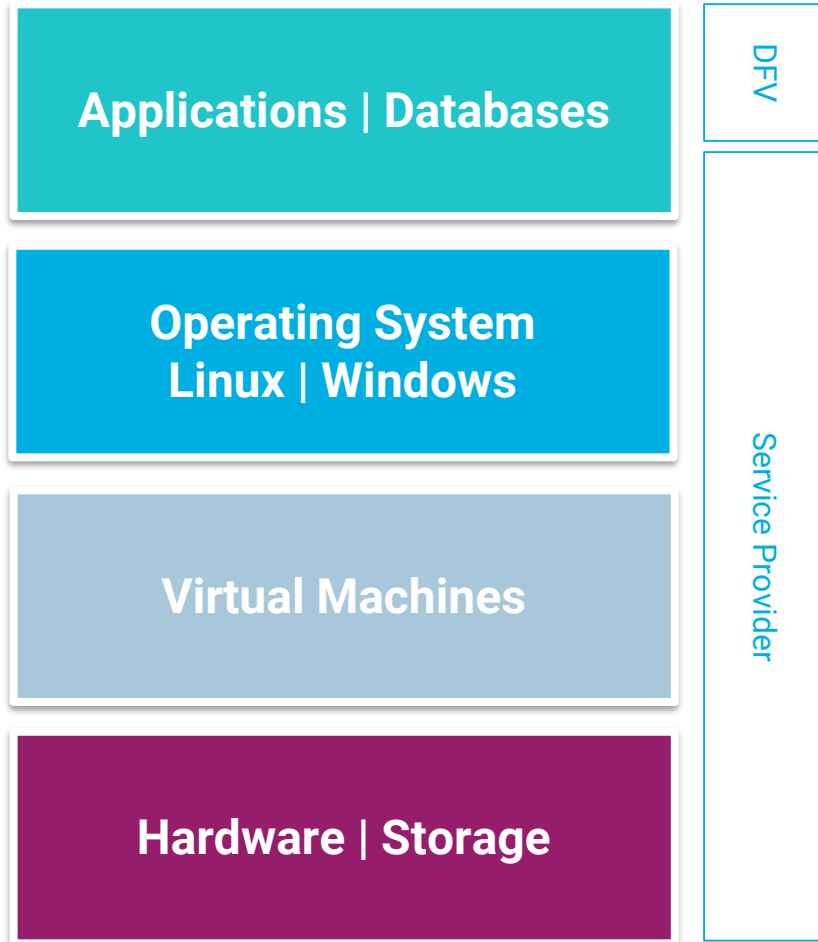 Applications | Databases
DFV
Operating System
Linux | Windows
Service Provider
Virtual Machines
Hardware | Storage